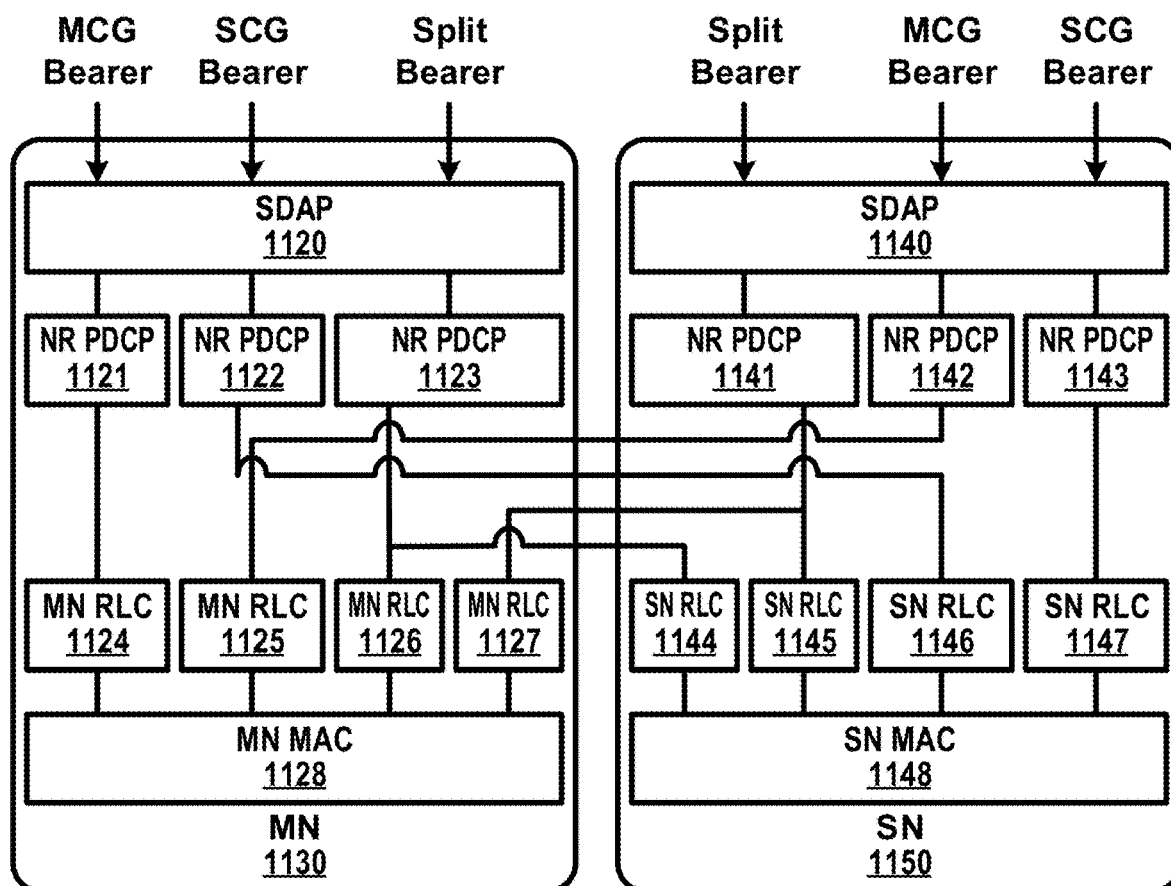 MCG Bearer
SCG Bearer
Split Bearer
Split Bearer
MCG Bearer
SCG Bearer
SDAP
1120
SDAP
1140
NR PDCP
1121
NR PDCP
1122
NR PDCP
1123
NR PDCP
1141
NR PDCP
1142
NR PDCP
1143
MN RLC
1124
MN RLC
1125
MN RLC
1126
MN RLC
1127
SN RLC
1144
SN RLC
1145
SN RLC
1146
SN RLC
1147
MN MAC
1128
SN MAC
1148
MN
1130
SN
1150